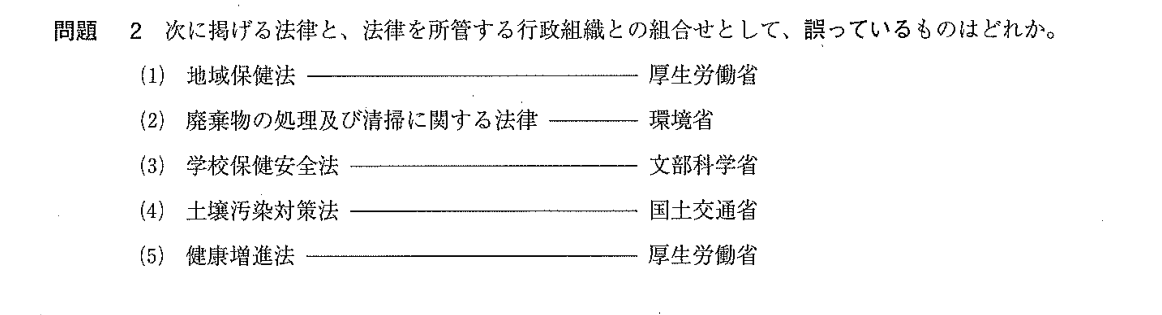 問題 2 次に掲げる法律と、法律を所管する行政組織との組合せとして、誤っているものはどれか。
(1) 地域保健法 ――――――――――――――― 厚生労働省
(2) 廃棄物の処理及び清掃に関する法律 ―――― 環境省
(3) 学校保健安全法 ――――――――――――― 文部科学省
(4) 土壌汚染対策法 ――――――――――――― 国土交通省
(5) 健康増進法 ――――――――――――――― 厚生労働省